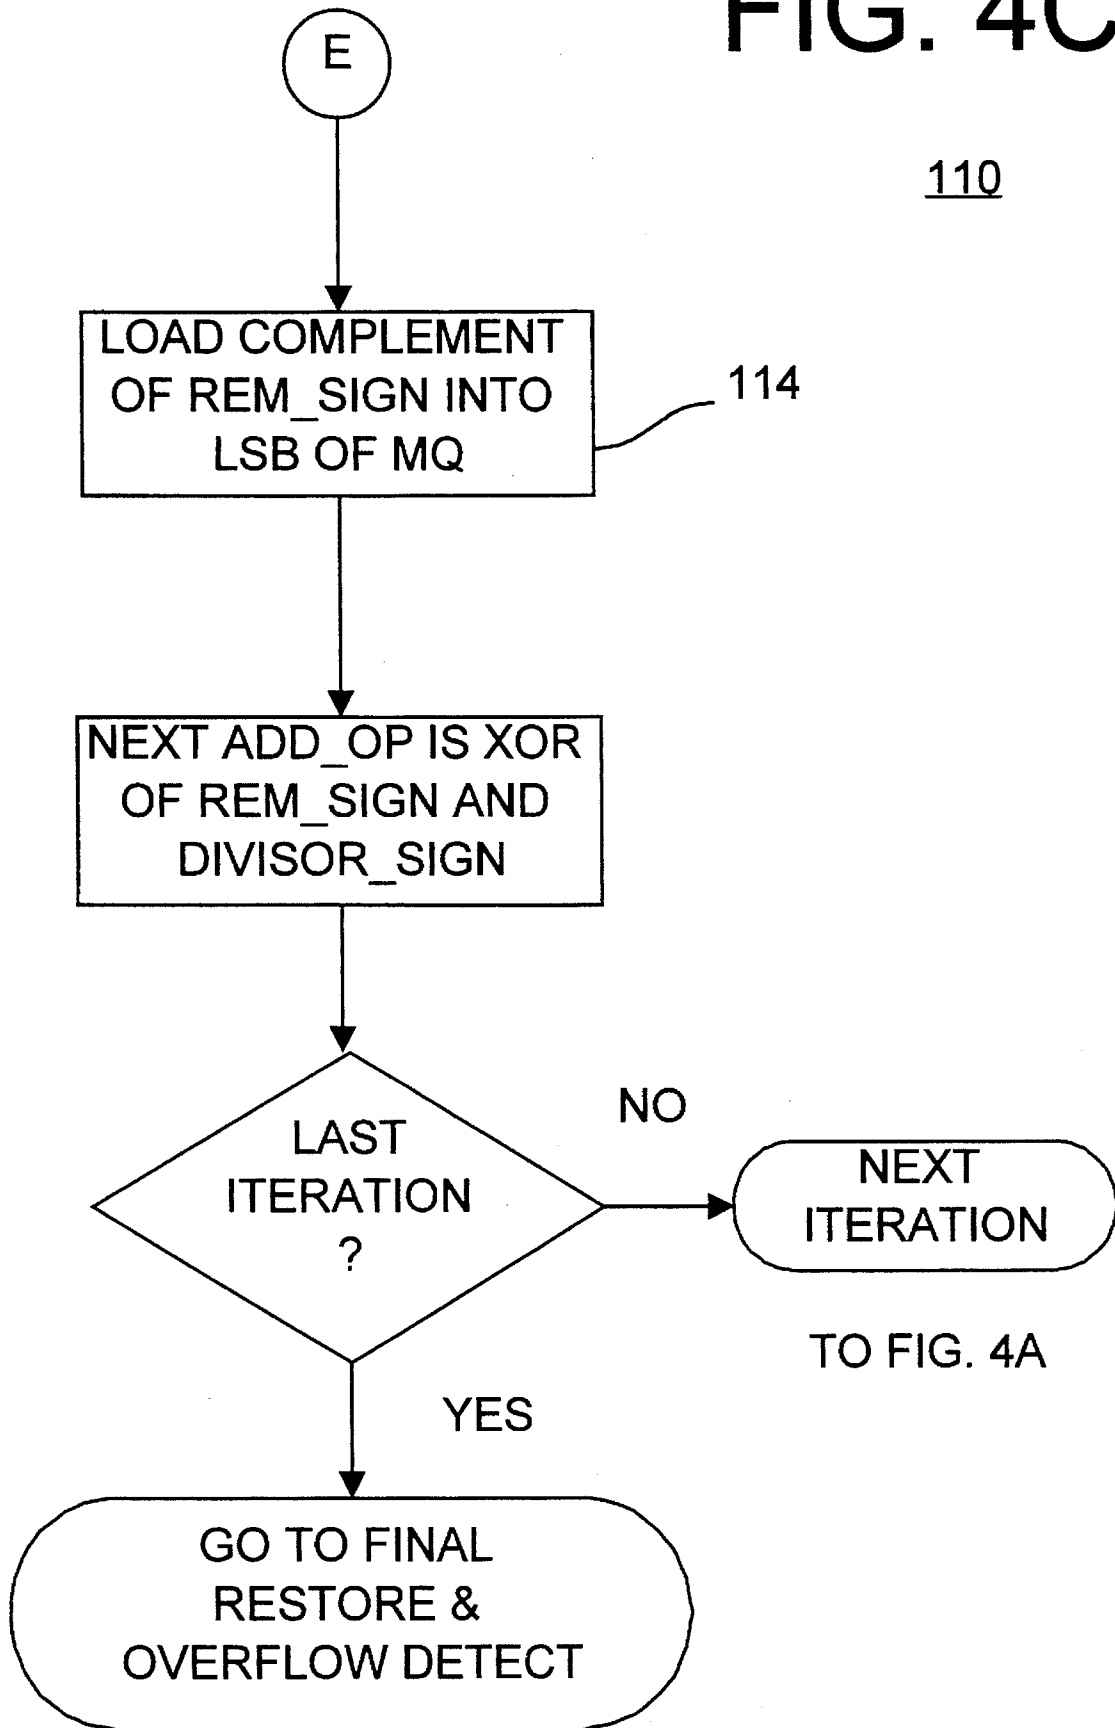 FIG. 4C
E
110
LOAD COMPLEMENT
OF REM_SIGN INTO
LSB OF MQ
114
NEXT ADD_OP IS XOR
OF REM_SIGN AND
DIVISOR_SIGN
LAST
ITERATION
?
NO
NEXT
ITERATION
TO FIG. 4A
YES
GO TO FINAL
RESTORE &
OVERFLOW DETECT